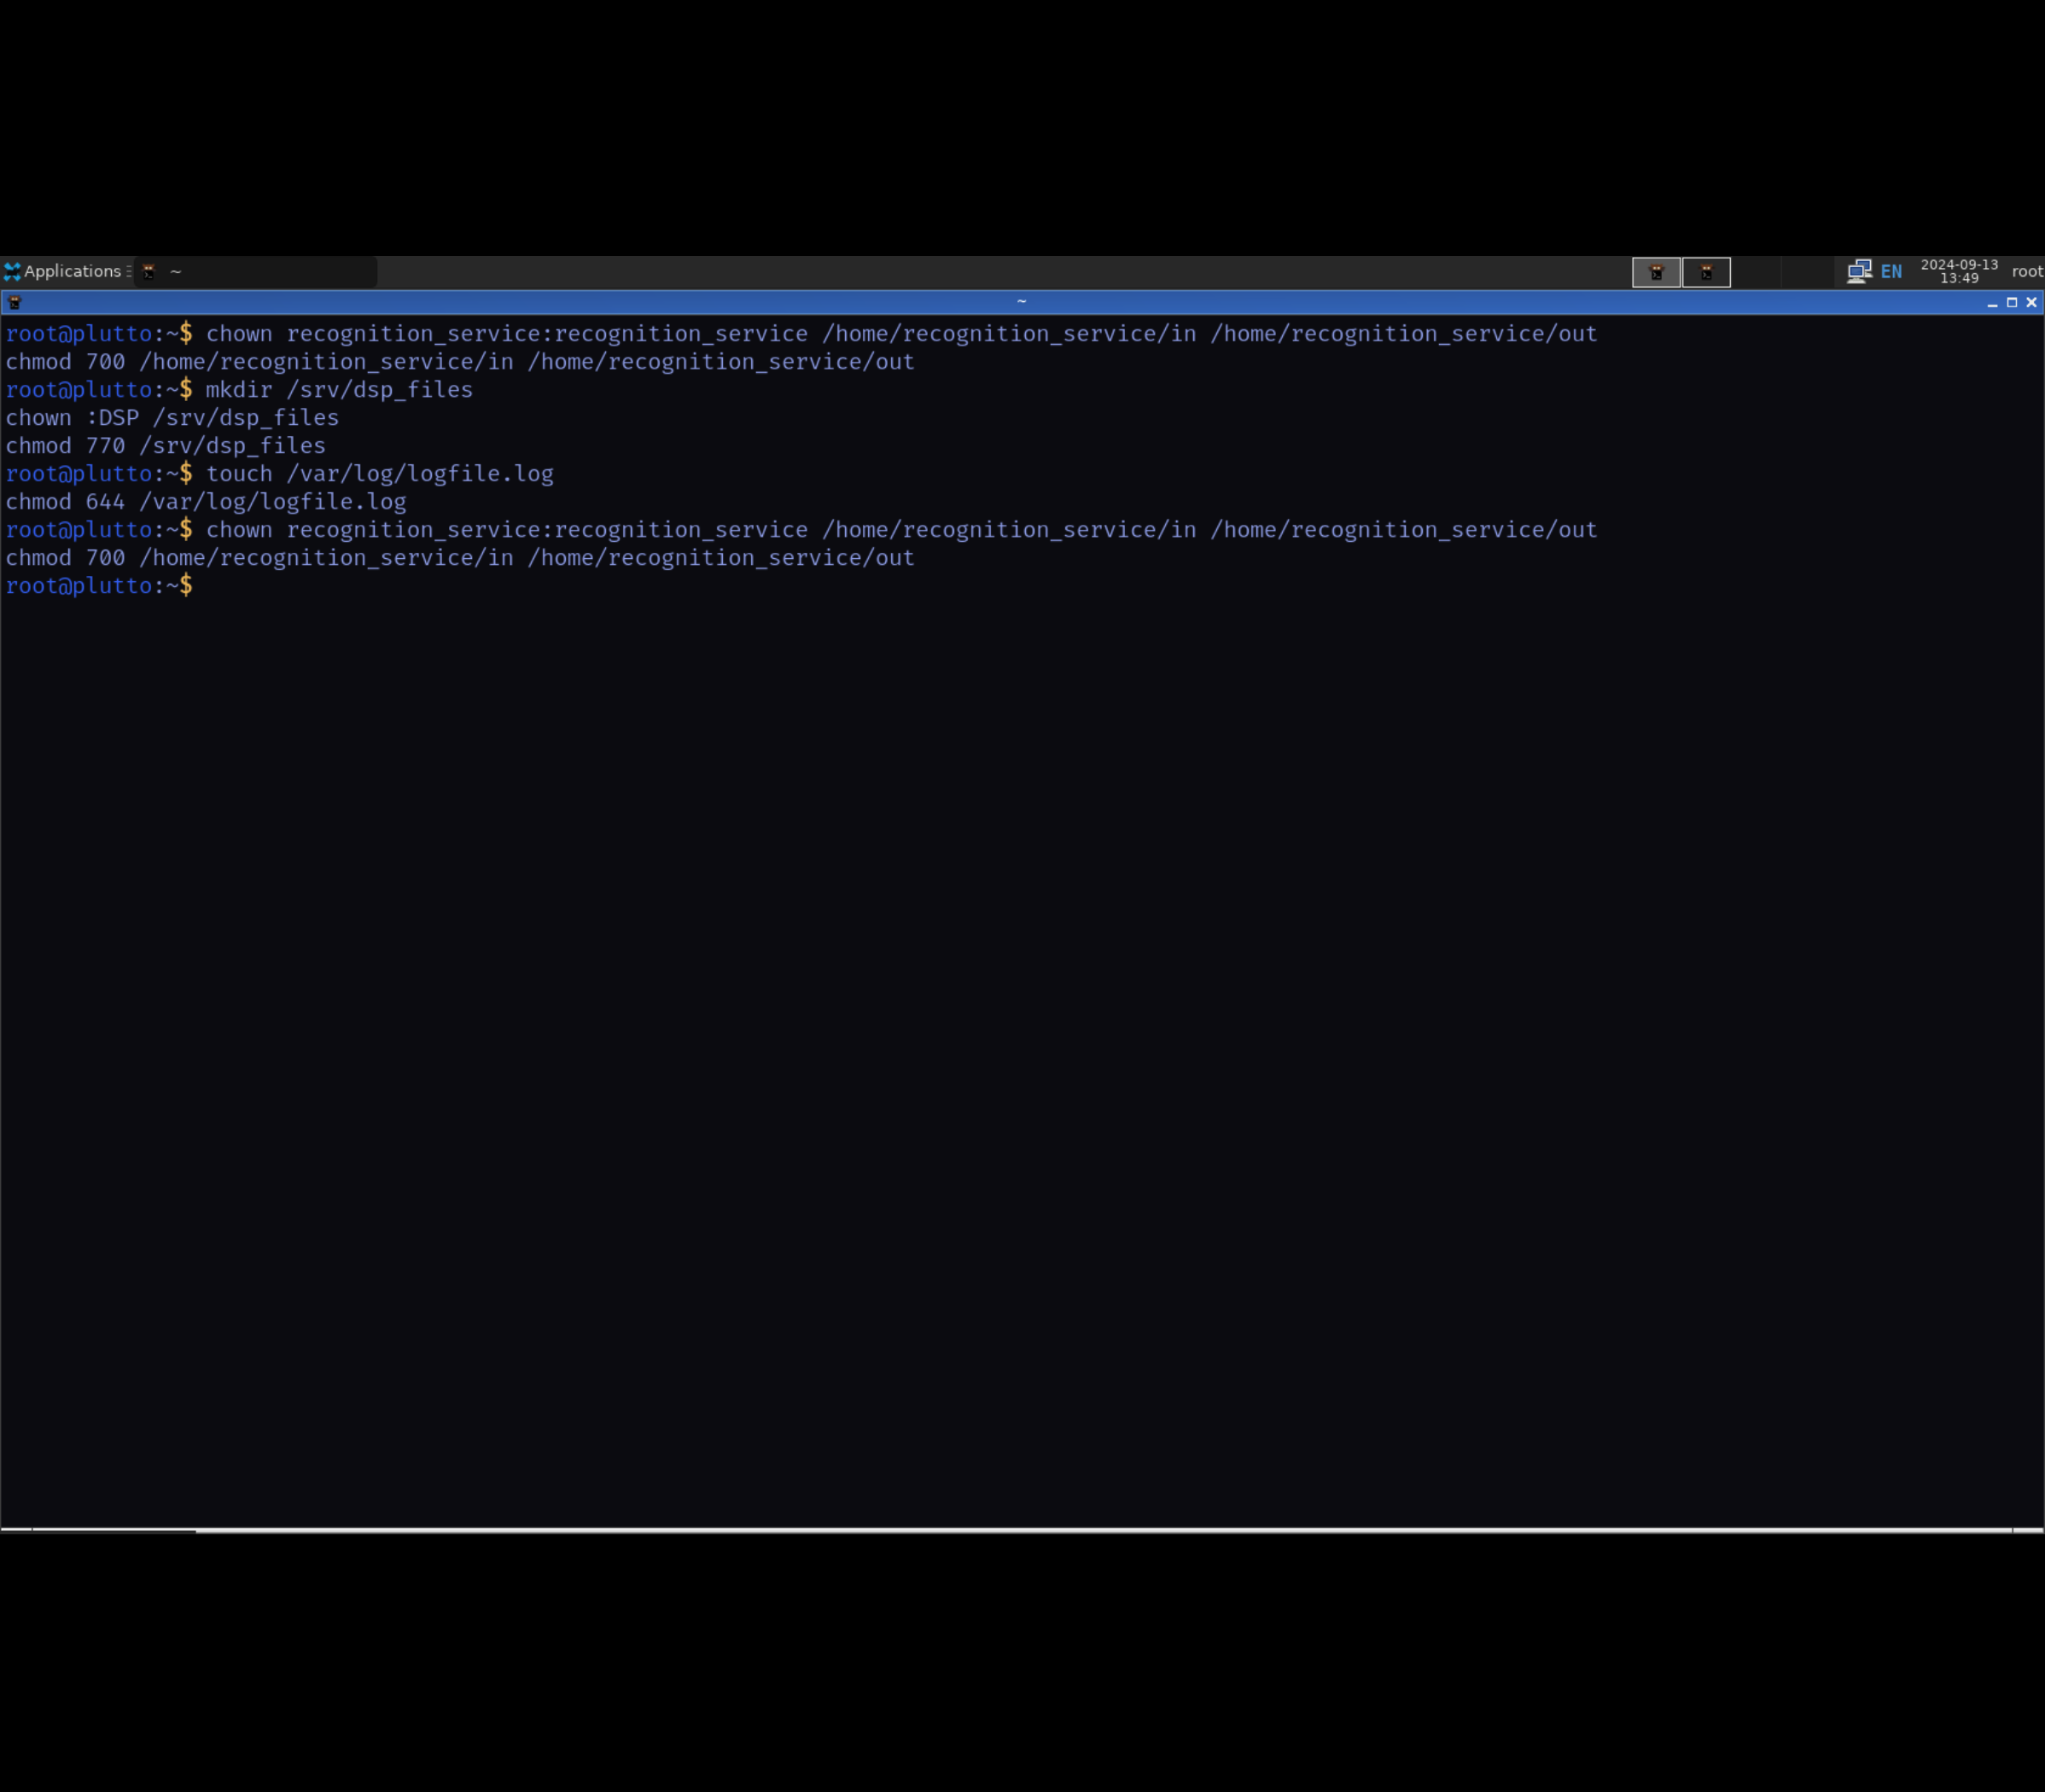 Applications ~ EN 2024-09-13 root
13:49
~
root@plutto:~$ chown recognition_service:recognition_service /home/recognition_service/in /home/recognition_service/out
chmod 700 /home/recognition_service/in /home/recognition_service/out
root@plutto:~$ mkdir /srv/dsp_files
chown :DSP /srv/dsp_files
chmod 770 /srv/dsp_files
root@plutto:~$ touch /var/log/logfile.log
chmod 644 /var/log/logfile.log
root@plutto:~$ chown recognition_service:recognition_service /home/recognition_service/in /home/recognition_service/out
chmod 700 /home/recognition_service/in /home/recognition_service/out
root@plutto:~$